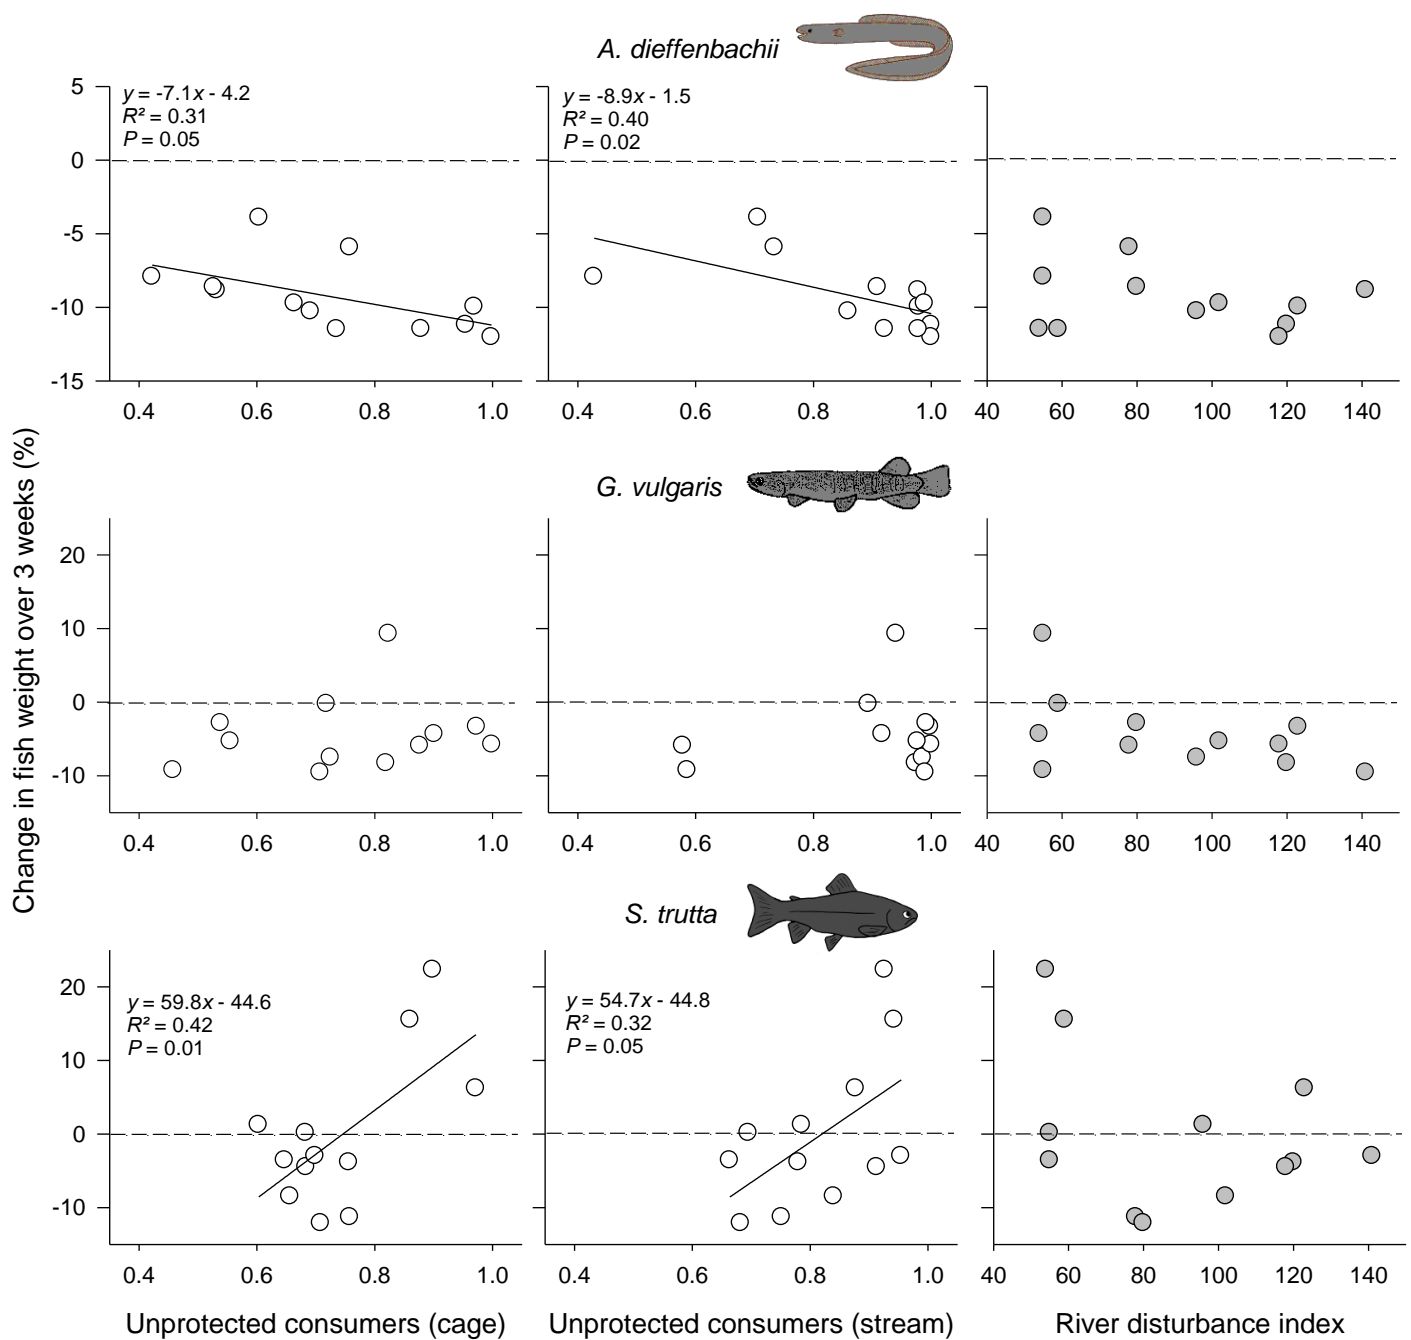 A. dieffenbachii
y = -7.1x - 4.2
R² = 0.31
P = 0.05
y = -8.9x - 1.5
R² = 0.40
P = 0.02
5
0
-5
-10
-15
0.4 0.6 0.8 1.0
0.4 0.6 0.8 1.0
40 60 80 100 120 140
Change in fish weight over 3 weeks (%)
G. vulgaris
20
10
0
-10
0.4 0.6 0.8 1.0
0.4 0.6 0.8 1.0
40 60 80 100 120 140
S. trutta
y = 59.8x - 44.6
R² = 0.42
P = 0.01
y = 54.7x - 44.8
R² = 0.32
P = 0.05
20
10
0
-10
0.4 0.6 0.8 1.0
0.4 0.6 0.8 1.0
40 60 80 100 120 140
Unprotected consumers (cage)
Unprotected consumers (stream)
River disturbance index